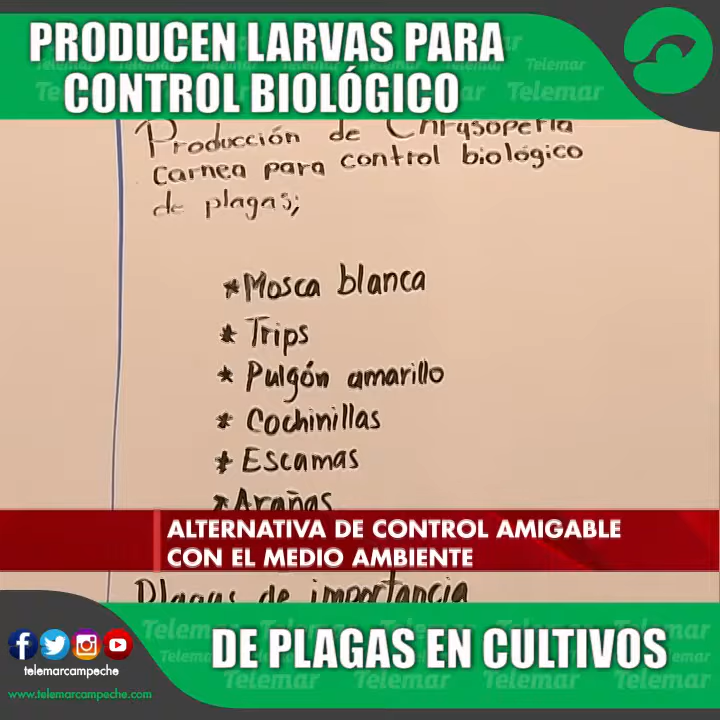 PRODUCEN LARVAS PARA
CONTROL BIOLÓGICO
Producción de Chrysoperla
carnea para control biológico
de plagas;
*Mosca blanca
* Trips
* Pulgón amarillo
* Cochinillas
* Escamas
*Arañas
ALTERNATIVA DE CONTROL AMIGABLE
CON EL MEDIO AMBIENTE
Plagas de importancia
DE PLAGAS EN CULTIVOS
telemarcampeche
www.telemarcampeche.com
Telemar